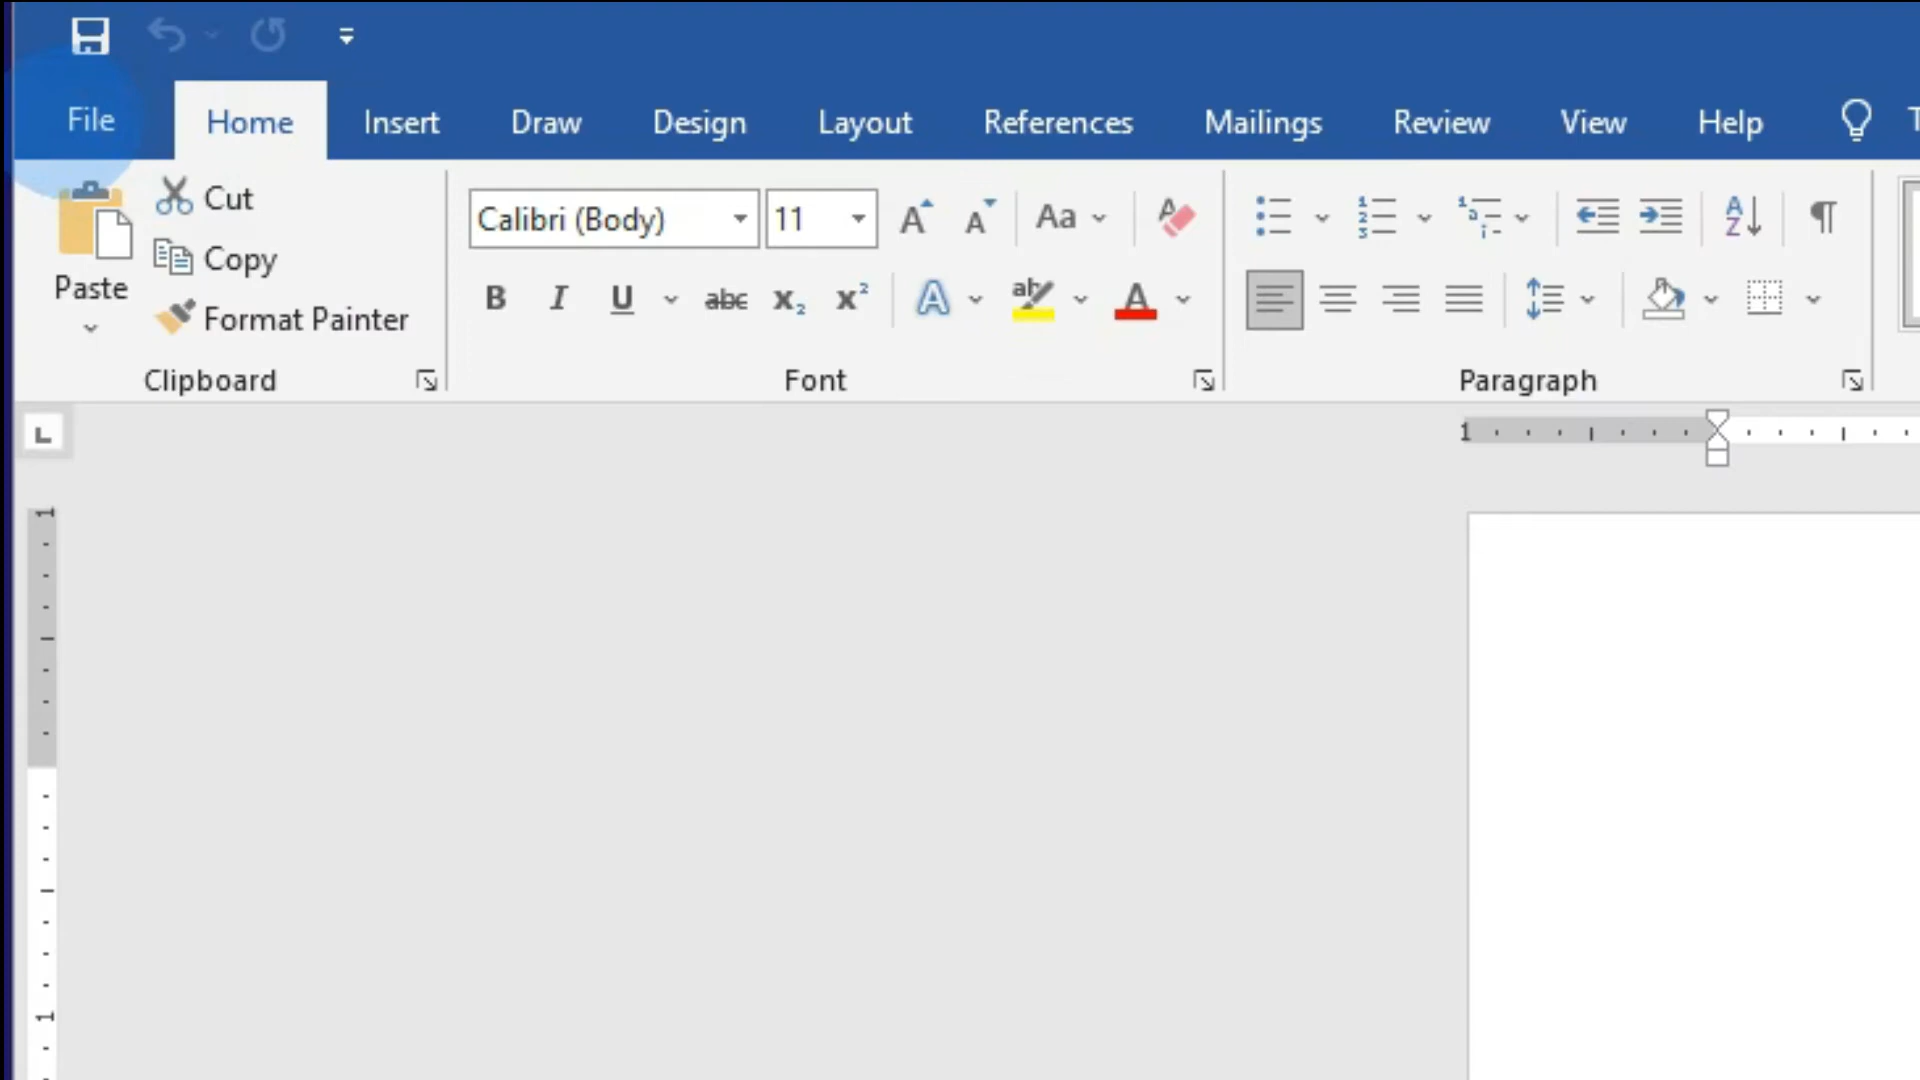 File Home Insert Draw Design Layout References Mailings Review View Help
Cut
Copy
Format Painter
Paste
Calibri (Body) 11
Clipboard Font Paragraph